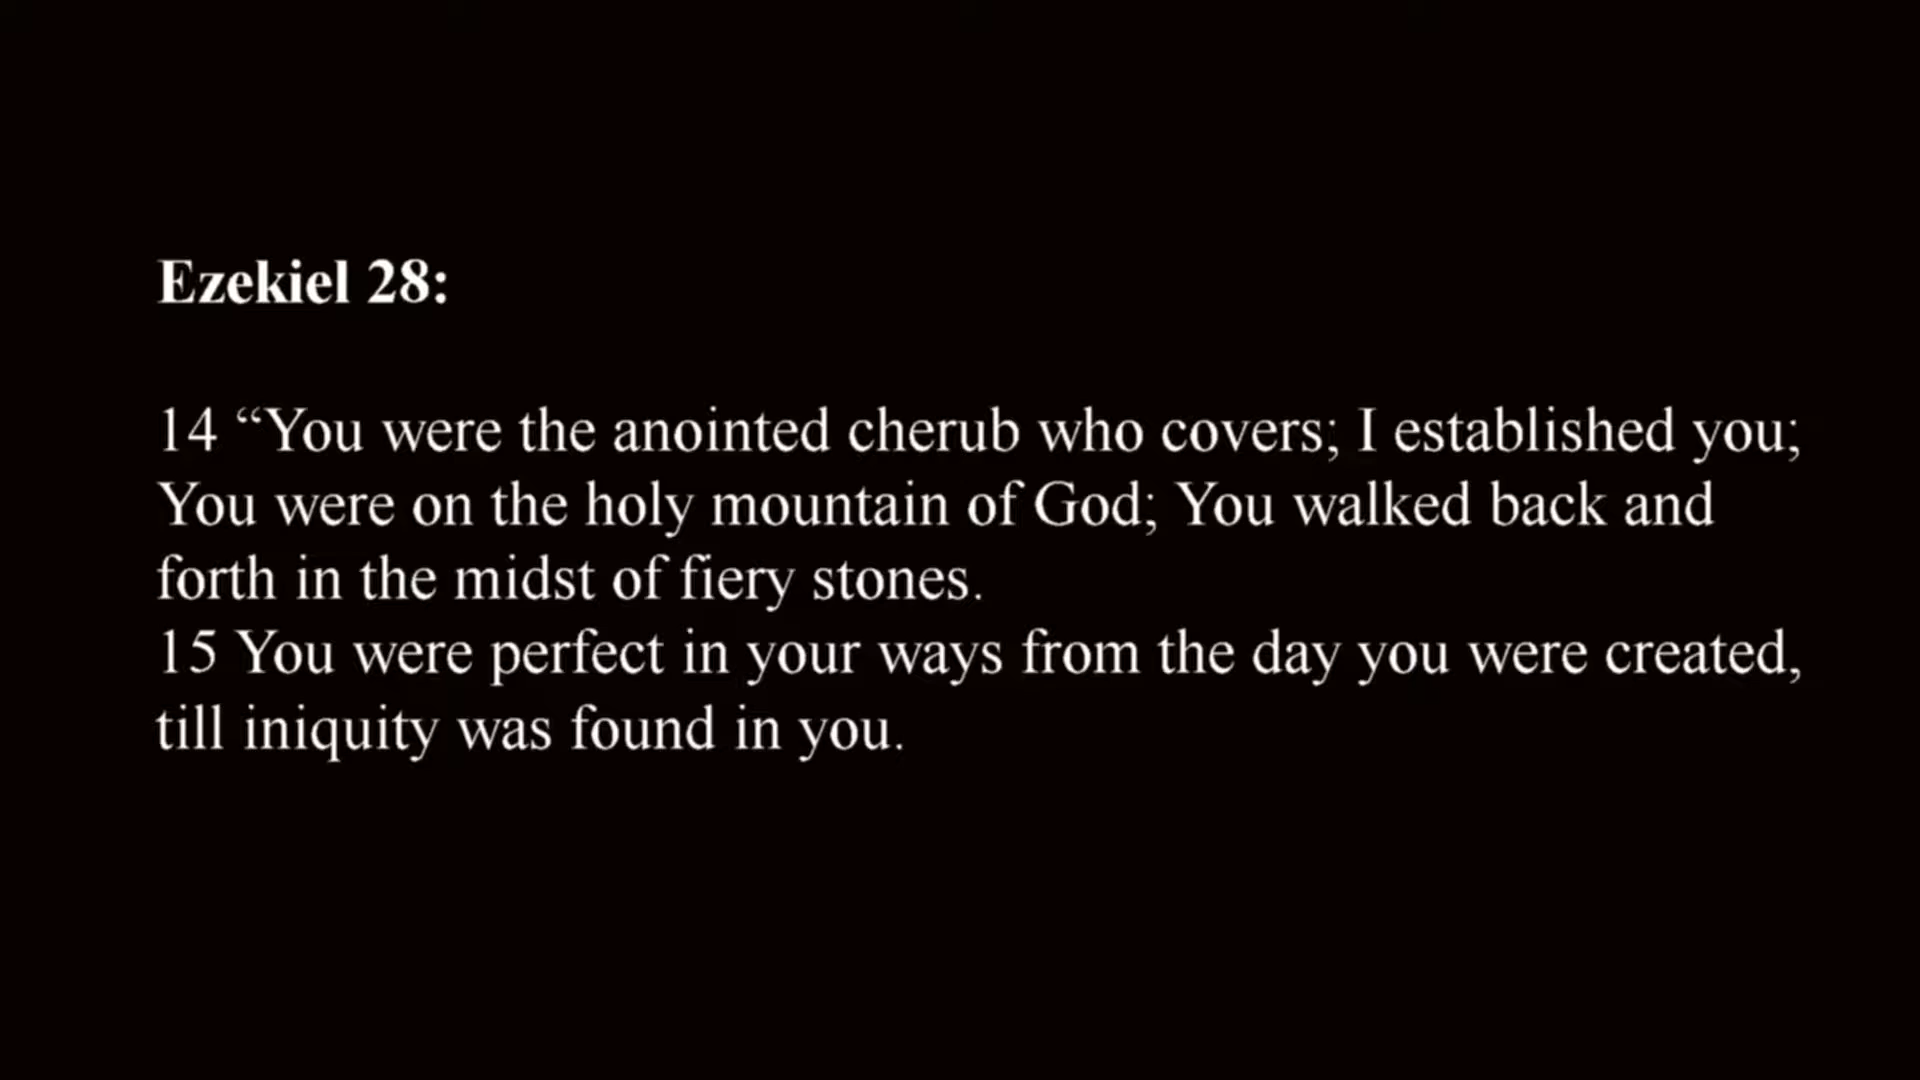 Ezekiel 28:
14 “You were the anointed cherub who covers; I established you;
You were on the holy mountain of God; You walked back and
forth in the midst of fiery stones.
15 You were perfect in your ways from the day you were created,
till iniquity was found in you.